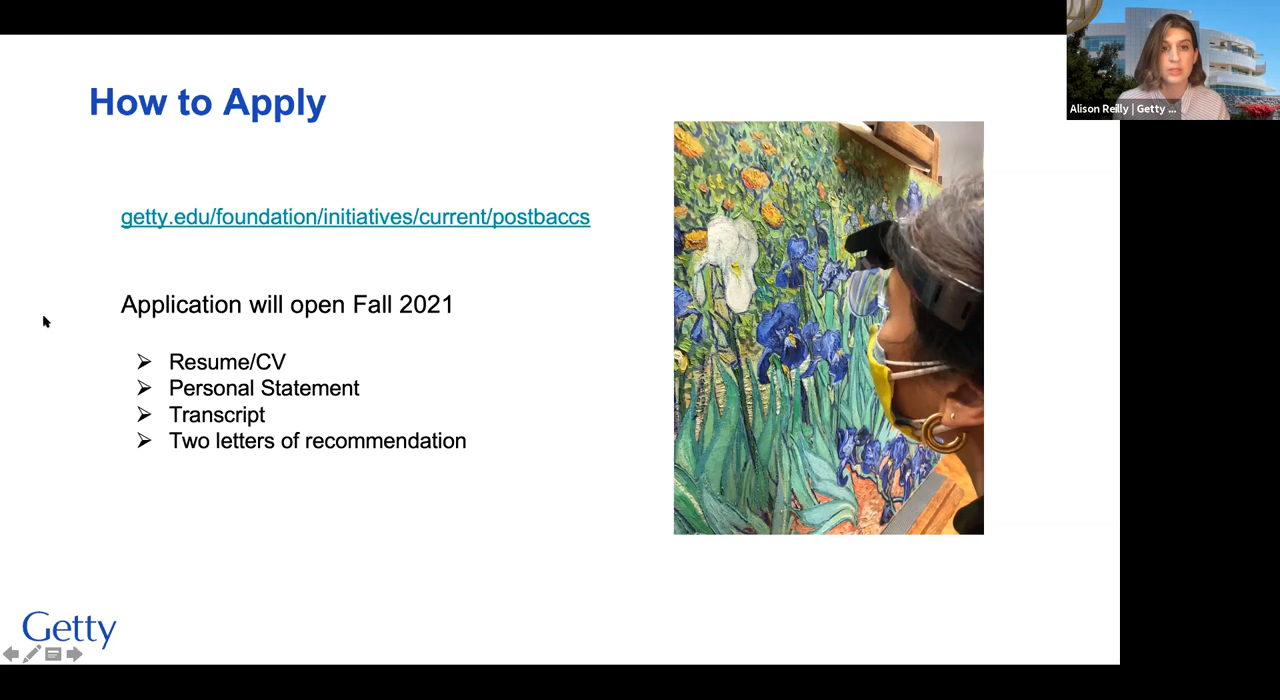 How to Apply
Alison Reilly | Getty ...
getty.edu/foundation/initiatives/current/postbaccs
Application will open Fall 2021
Resume/CV
Personal Statement
Transcript
Two letters of recommendation
Getty